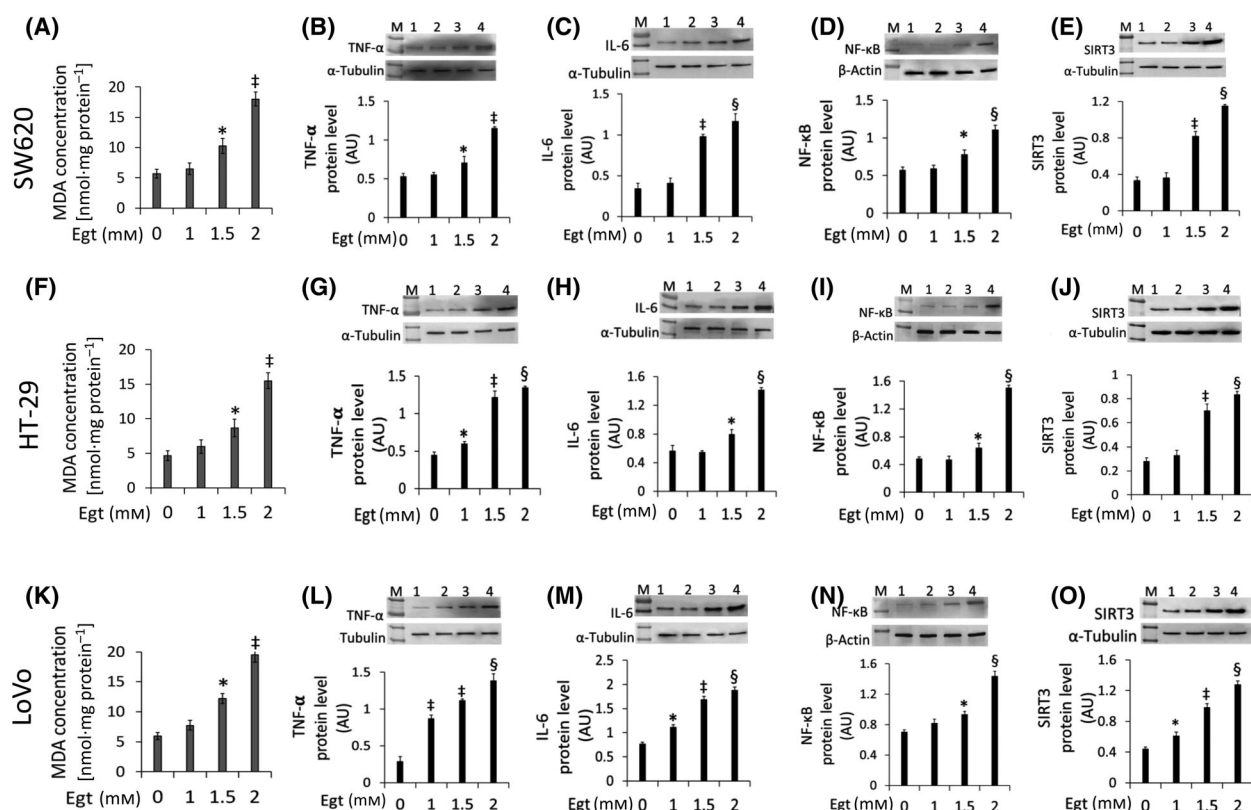 SW620
(A)
MDA concentration
[nmol·mg protein⁻¹]
20
15
10
5
0
*
‡
Egt (mM) 0 1 1.5 2
(B)
M 1 2 3 4
TNF-α
α-Tubulin
TNF-α
protein level
(AU)
1.5
1
0.5
0
*
‡
Egt (mM) 0 1 1.5 2
(C)
M 1 2 3 4
IL-6
α-Tubulin
IL-6
protein level
(AU)
1.5
1
0.5
0
‡
§
Egt (mM) 0 1 1.5 2
(D)
M 1 2 3 4
NF-κB
β-Actin
NF-κB
protein level
(AU)
1.5
1
0.5
0
*
§
Egt (mM) 0 1 1.5 2
(E)
M 1 2 3 4
SIRT3
α-Tubulin
SIRT3
protein level
(AU)
1.2
0.8
0.4
0
‡
§
Egt (mM) 0 1 1.5 2
HT-29
(F)
MDA concentration
[nmol·mg protein⁻¹]
20
15
10
5
0
*
‡
Egt (mM) 0 1 1.5 2
(G)
M 1 2 3 4
TNF-α
α-Tubulin
TNF-α
protein level
(AU)
1.5
1
0.5
0
*
‡
§
Egt (mM) 0 1 1.5 2
(H)
M 1 2 3 4
IL-6
α-Tubulin
IL-6
protein level
(AU)
1.6
1.2
0.8
0.4
0
*
§
Egt (mM) 0 1 1.5 2
(I)
M 1 2 3 4
NF-κB
β-Actin
NF-κB
protein level
(AU)
1.6
1.2
0.8
0.4
0
*
§
Egt (mM) 0 1 1.5 2
(J)
M 1 2 3 4
SIRT3
α-Tubulin
SIRT3
protein level
(AU)
1
0.8
0.6
0.4
0.2
0
‡
§
Egt (mM) 0 1 1.5 2
LoVo
(K)
MDA concentration
[nmol·mg protein⁻¹]
20
15
10
5
0
*
‡
Egt (mM) 0 1 1.5 2
(L)
M 1 2 3 4
TNF-α
Tubulin
TNF-α
protein level
(AU)
1.5
1
0.5
0
‡
‡
§
Egt (mM) 0 1 1.5 2
(M)
M 1 2 3 4
IL-6
α-Tubulin
IL-6
protein level
(AU)
2.5
2
1.5
1
0.5
0
*
‡
§
Egt (mM) 0 1 1.5 2
(N)
M 1 2 3 4
NF-κB
β-Actin
NF-κB
protein level
(AU)
1.6
1.2
0.8
0.4
0
*
§
Egt (mM) 0 1 1.5 2
(O)
M 1 2 3 4
SIRT3
α-Tubulin
SIRT3
protein level
(AU)
1.6
1.2
0.8
0.4
0
*
‡
§
Egt (mM) 0 1 1.5 2